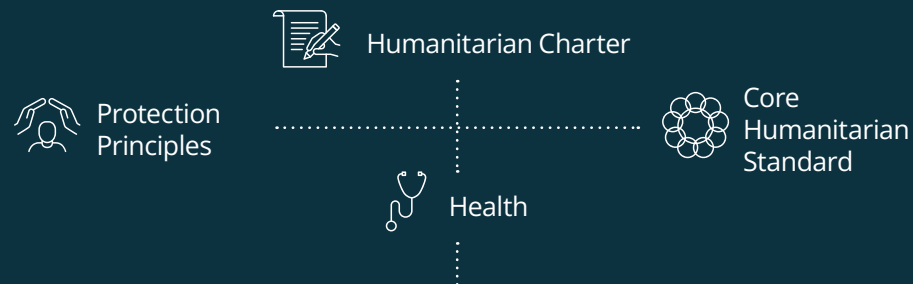 Humanitarian Charter
Protection
Principles
Core
Humanitarian
Standard
Health